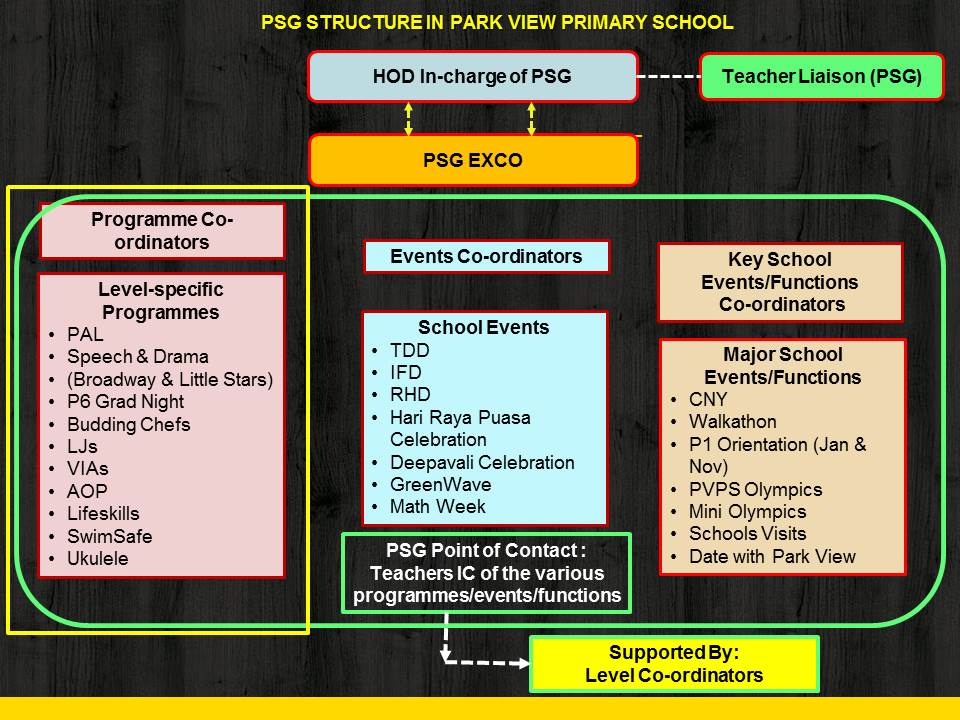 PSG STRUCTURE IN PARK VIEW PRIMARY SCHOOL
HOD In-charge of PSG
Teacher Liaison (PSG)
PSG EXCO
Programme Co-
ordinators
Level-specific
Programmes
• PAL
• Speech & Drama
• (Broadway & Little Stars)
• P6 Grad Night
• Budding Chefs
• LJs
• VIAs
• AOP
• Lifeskills
• SwimSafe
• Ukulele
Events Co-ordinators
School Events
• TDD
• IFD
• RHD
• Hari Raya Puasa
Celebration
• Deepavali Celebration
• GreenWave
• Math Week
Key School
Events/Functions
Co-ordinators
Major School
Events/Functions
• CNY
• Walkathon
• P1 Orientation (Jan &
Nov)
• PVPS Olympics
• Mini Olympics
• Schools Visits
• Date with Park View
PSG Point of Contact :
Teachers IC of the various
programmes/events/functions
Supported By:
Level Co-ordinators